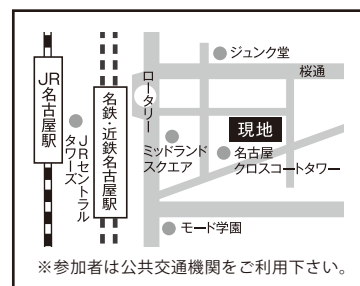 ジュンク堂
桜通
JR
名古屋駅
JRセントラル
タワーズ
名鉄・近鉄名古屋駅
ロータリー
現地
ミッドランド
スクエア
名古屋
クロスコートタワー
モード学園
※参加者は公共交通機関をご利用下さい。